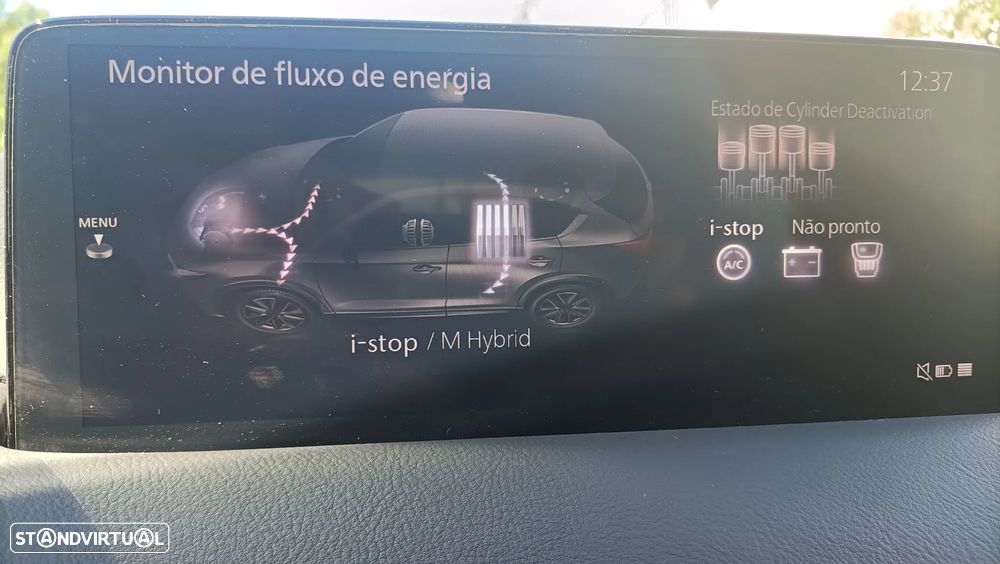 Monitor de fluxo de energia
12:37
Estado de Cylinder Deactivation
MENU
i-stop Não pronto
A/C
i-stop / M Hybrid
STANDVIRTUAL